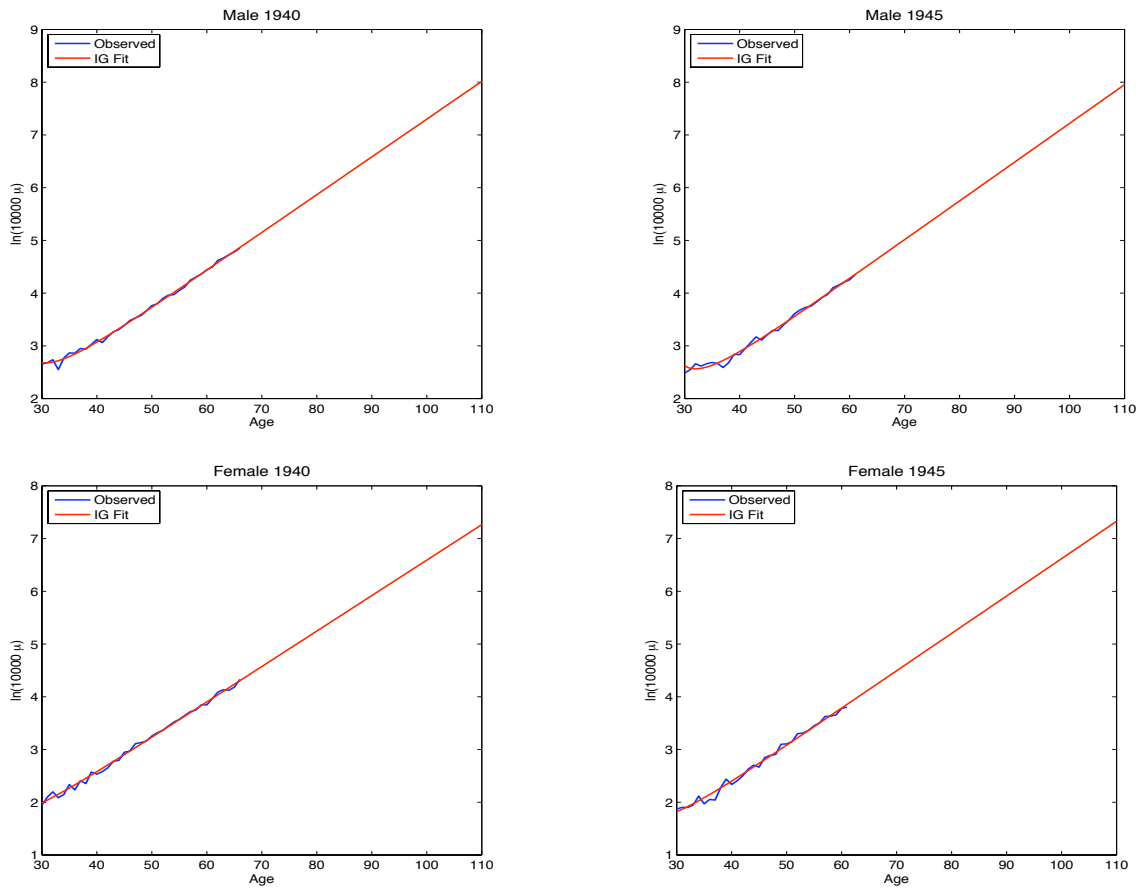 Male 1940
Observed
IG Fit
9
8
7
6
5
4
3
2
ln(10000 μ)
30 40 50 60 70 80 90 100 110
Age
Male 1945
Observed
IG Fit
9
8
7
6
5
4
3
2
ln(10000 μ)
30 40 50 60 70 80 90 100 110
Age
Female 1940
Observed
IG Fit
8
7
6
5
4
3
2
1
ln(10000 μ)
30 40 50 60 70 80 90 100 110
Age
Female 1945
Observed
IG Fit
8
7
6
5
4
3
2
1
ln(10000 μ)
30 40 50 60 70 80 90 100 110
Age